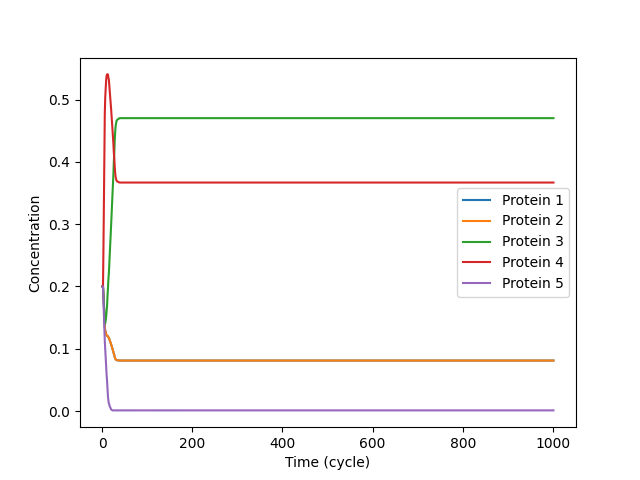 0.5
0.4
0.3
0.2
0.1
0.0
Concentration
0
200
400
600
800
1000
Time (cycle)
Protein 1
Protein 2
Protein 3
Protein 4
Protein 5